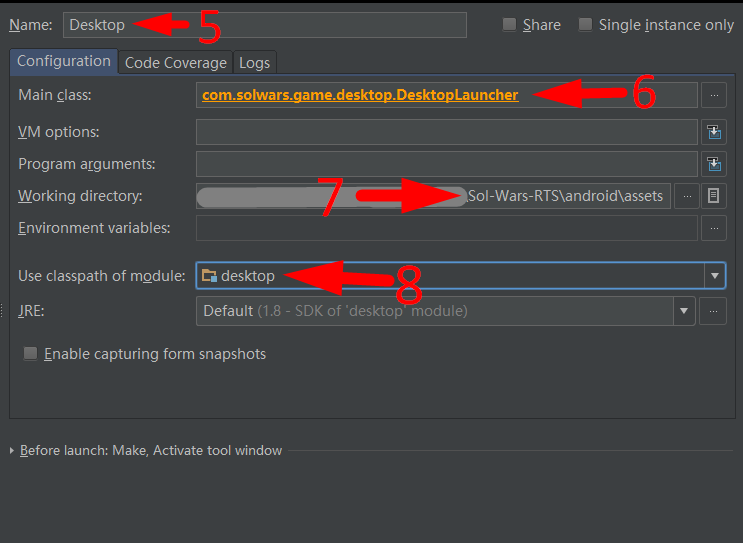 Name: Desktop 5 Share Single instance only
Configuration Code Coverage Logs
Main class: com.solwars.game.desktop.DesktopLauncher ... 6
VM options:
Program arguments:
Working directory: 7 Sol-Wars-RTS\android\assets ...
Environment variables: ...
Use classpath of module: desktop 8
JRE: Default (1.8 - SDK of 'desktop' module) ...
Enable capturing form snapshots
Before launch: Make, Activate tool window